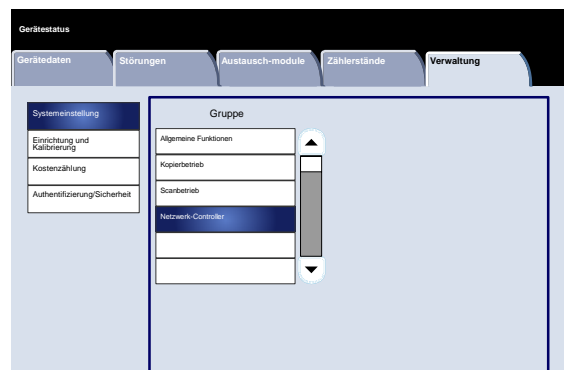 Gerätestatus
Gerätedaten
Störungen
Austausch-module
Zählerstände
Verwaltung
Systemeinstellung
Einrichtung und
Kalibrierung
Kostenzählung
Authentifizierung/Sicherheit
Gruppe
Allgemeine Funktionen
Kopierbetrieb
Scanbetrieb
Netzwerk-Controller